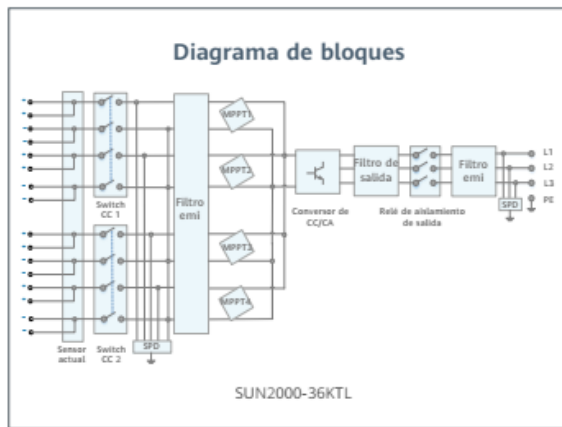 Diagrama de bloques
MPPT1
MPPT2
MPPT3
MPPT4
Switch
CC 1
Filtro
emi
Conversor de
CC/CA
Filtro de
salida
Relé de aislamiento
de salida
Filtro
emi
L1
L2
L3
PE
SPD
Sensor
actual
Switch
CC 2
SPD
SUN2000-36KTL